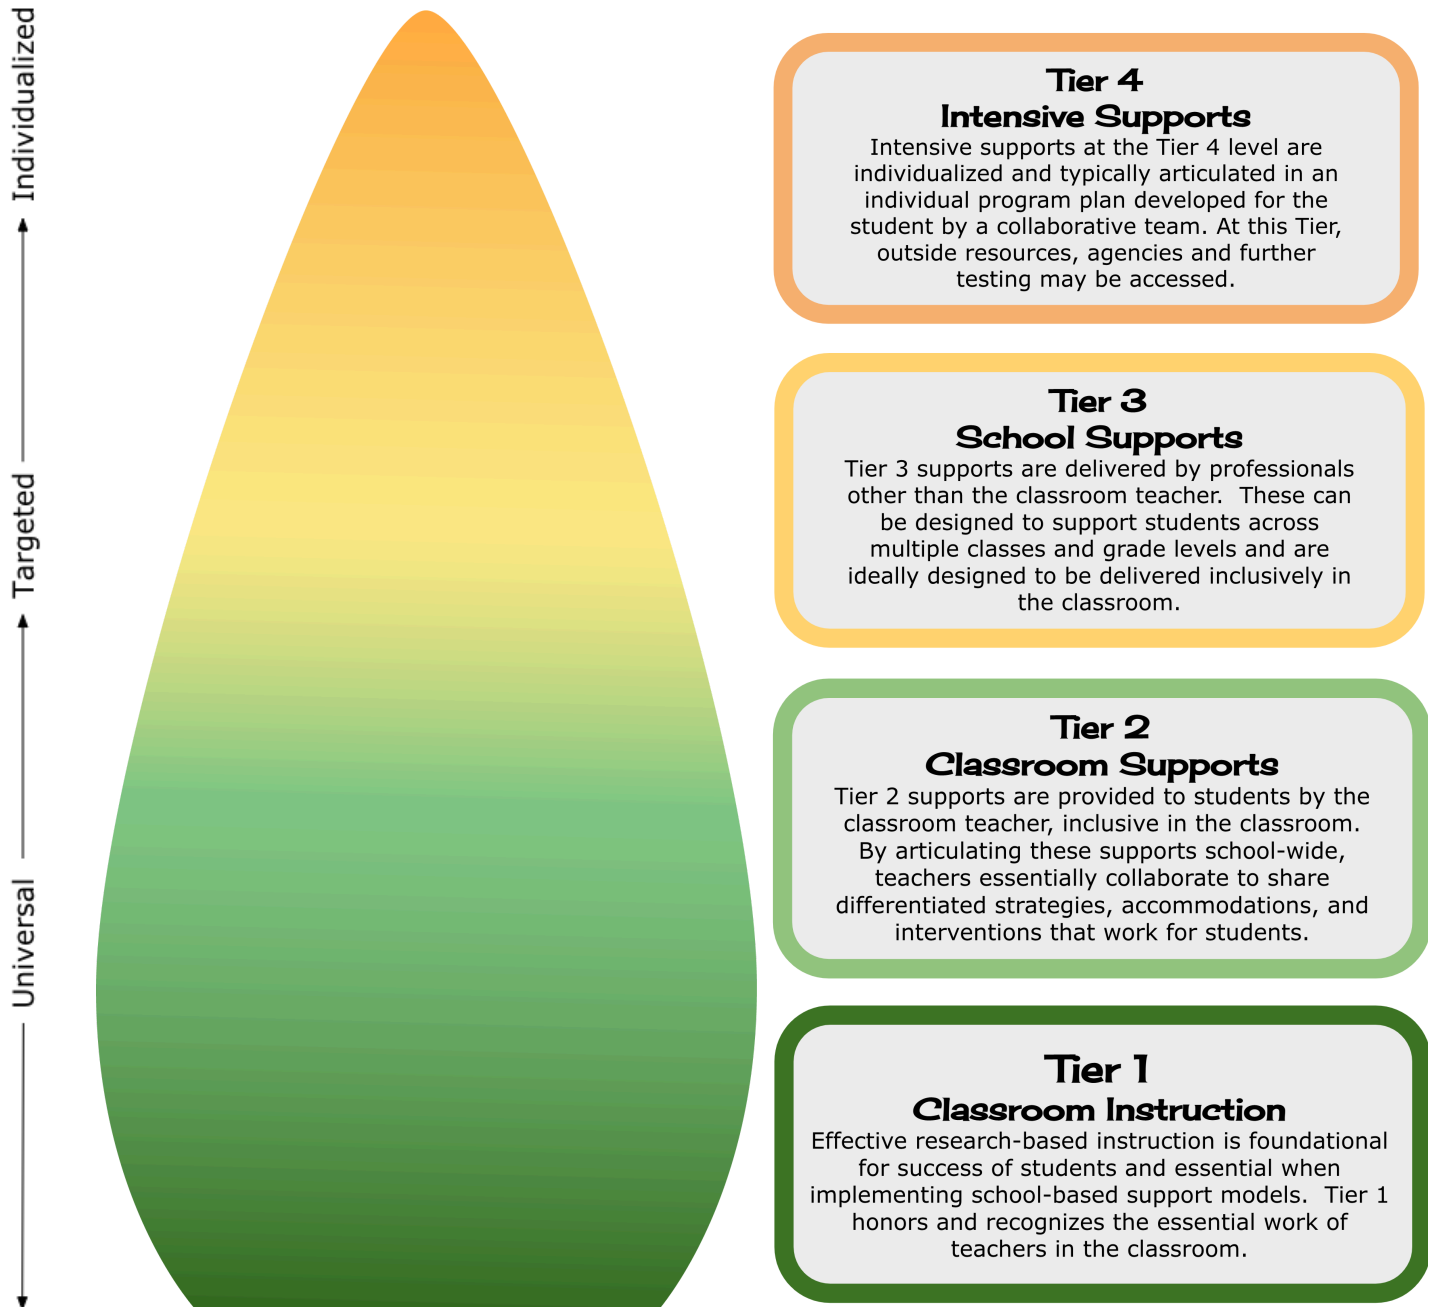 Individualized
Targeted
Universal
Tier 4
Intensive Supports
Intensive supports at the Tier 4 level are
individualized and typically articulated in an
individual program plan developed for the
student by a collaborative team. At this Tier,
outside resources, agencies and further
testing may be accessed.
Tier 3
School Supports
Tier 3 supports are delivered by professionals
other than the classroom teacher.  These can
be designed to support students across
multiple classes and grade levels and are
ideally designed to be delivered inclusively in
the classroom.
Tier 2
Classroom Supports
Tier 2 supports are provided to students by the
classroom teacher, inclusive in the classroom.
By articulating these supports school-wide,
teachers essentially collaborate to share
differentiated strategies, accommodations, and
interventions that work for students.
Tier 1
Classroom Instruction
Effective research-based instruction is foundational
for success of students and essential when
implementing school-based support models.  Tier 1
honors and recognizes the essential work of
teachers in the classroom.